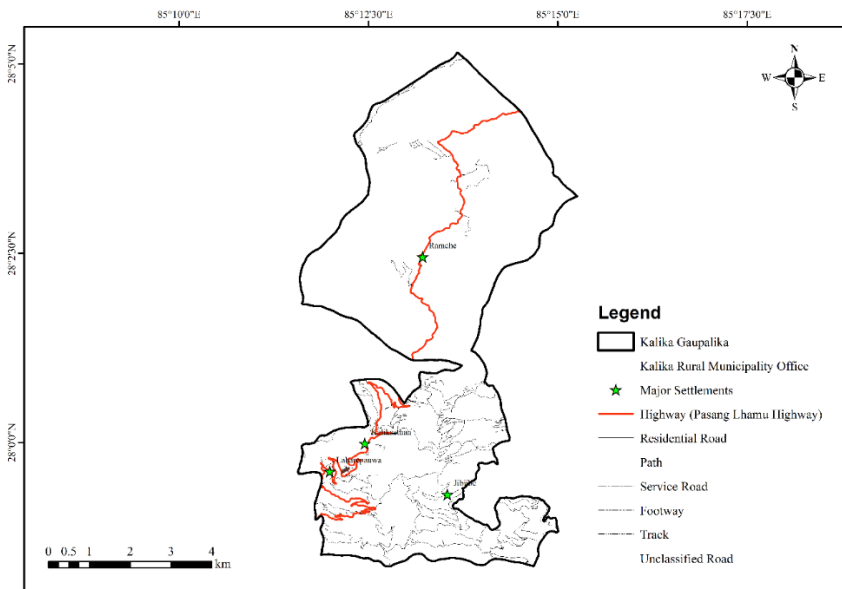 85°10'0"E 85°12'30"E 85°15'0"E 85°17'30"E
28°5'0"N
28°2'30"N
28°0'0"N
N
W E
S
Ramche
Jibjibe
Legend
Kalika Gaupalika
Kalika Rural Municipality Office
Major Settlements
Highway (Pasang Lhamu Highway)
Residential Road
Path
Service Road
Footway
Track
Unclassified Road
0 0.5 1 2 3 4
km